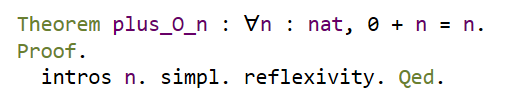 Theorem plus_O_n : ∀n : nat, 0 + n = n.
Proof.
intros n. simpl. reflexivity. Qed.